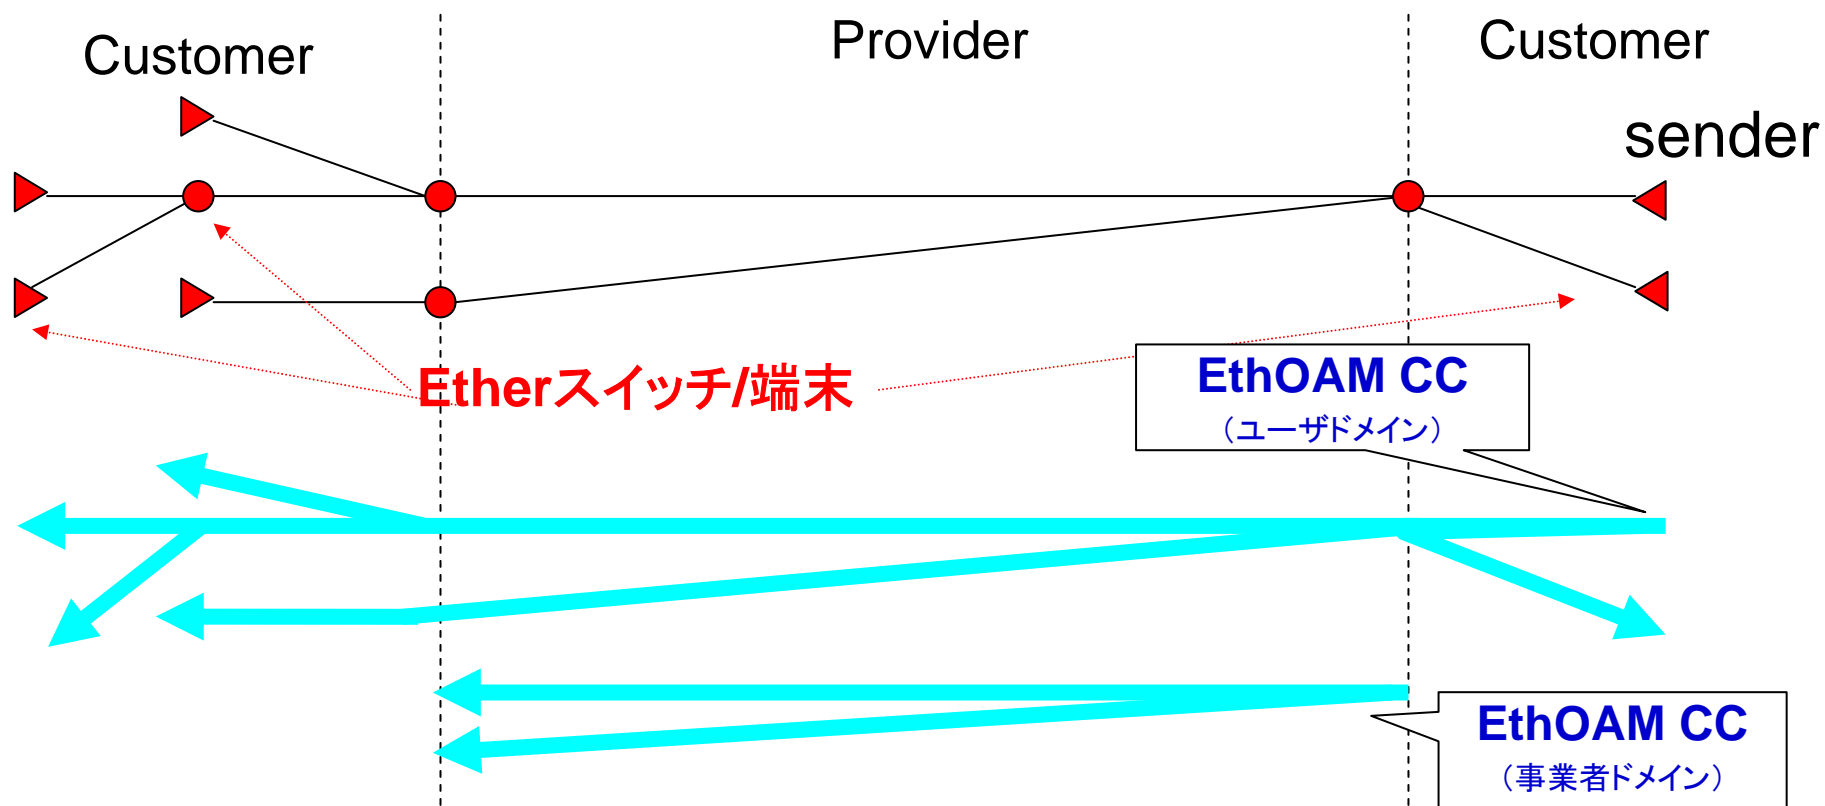 Customer
Provider
Customer
sender
Etherスイッチ/端末
EthOAM CC
（ユーザドメイン）
EthOAM CC
（事業者ドメイン）